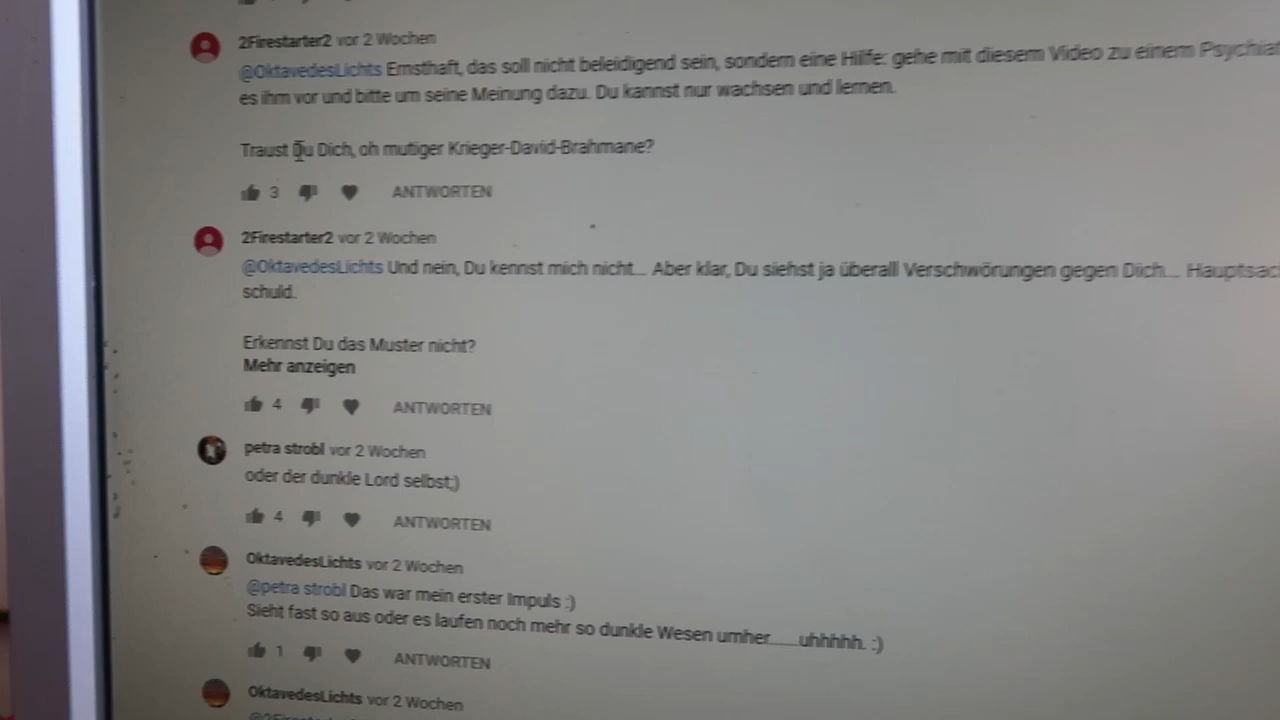 2Firestarter2 vor 2 Wochen
@OktavedesLichts Ernsthaft, das soll nicht beleidigend sein, sondern eine Hilfe: gehe mit diesem Video zu einem
es ihm vor und bitte um seine Meinung dazu. Du kannst nur wachsen und lernen.
Traust Du Dich, oh mutiger Krieger-David-Brahmane?
3 ANTWORTEN
2Firestarter2 vor 2 Wochen
@OktavedesLichts Und nein, Du kennst mich nicht... Aber klar, Du siehst ja überall Verschwörungen gegen Dich...
schuld.
Erkennst Du das Muster nicht?
Mehr anzeigen
4 ANTWORTEN
petra strobl vor 2 Wochen
oder der dunkle Lord selbst;)
4 ANTWORTEN
OktavedesLichts vor 2 Wochen
@petra strobl Das war mein erster Impuls :)
Sieht fast so aus oder es laufen noch mehr so dunkle Wesen umher.......uhhhhh. :)
1 ANTWORTEN
OktavedesLichts vor 2 Wochen